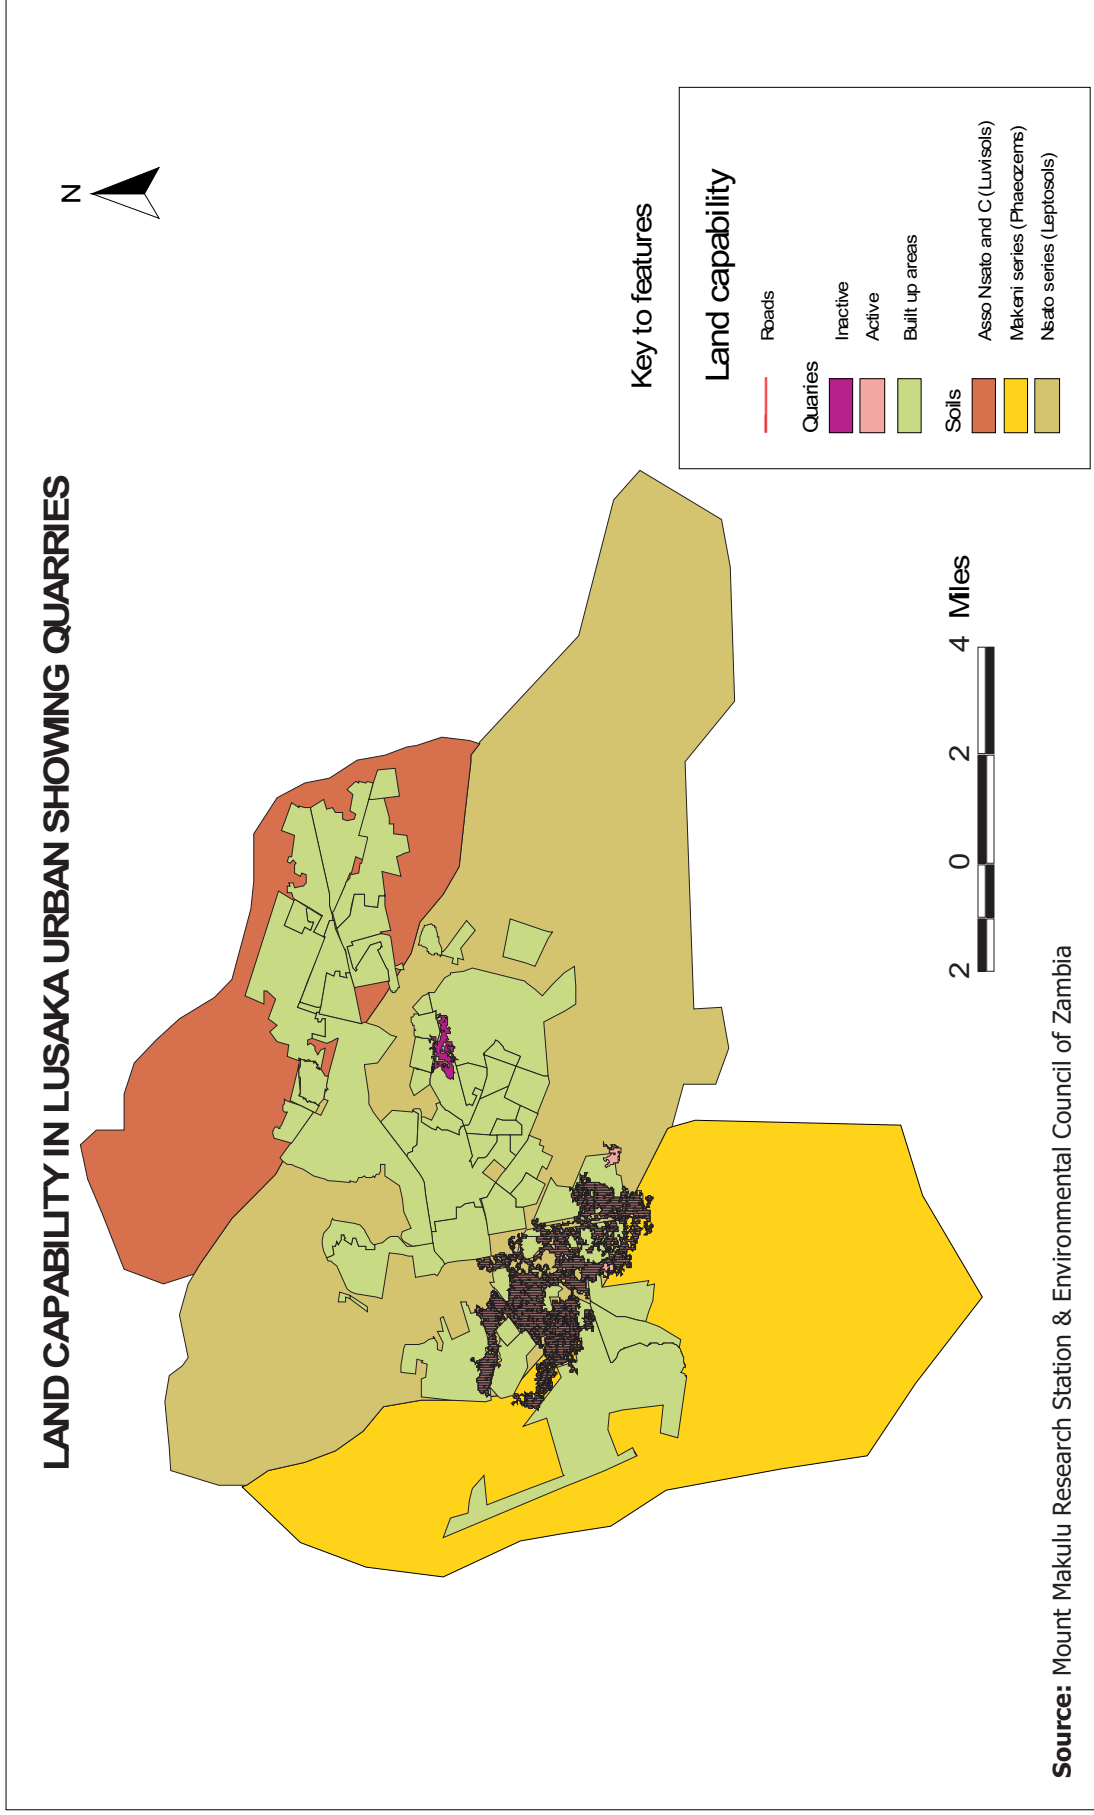 LAND CAPABILITY IN LUSAKA URBAN SHOWING QUARRIES
N
Key to features
Land capability
Roads
Quaries
Inactive
Active
Built up areas
Soils
Asso Nsato and C (Luvisols)
Makeni series (Phaeozems)
Nsato series (Leptosols)
2 0 2 4 Miles
Source: Mount Makulu Research Station & Environmental Council of Zambia